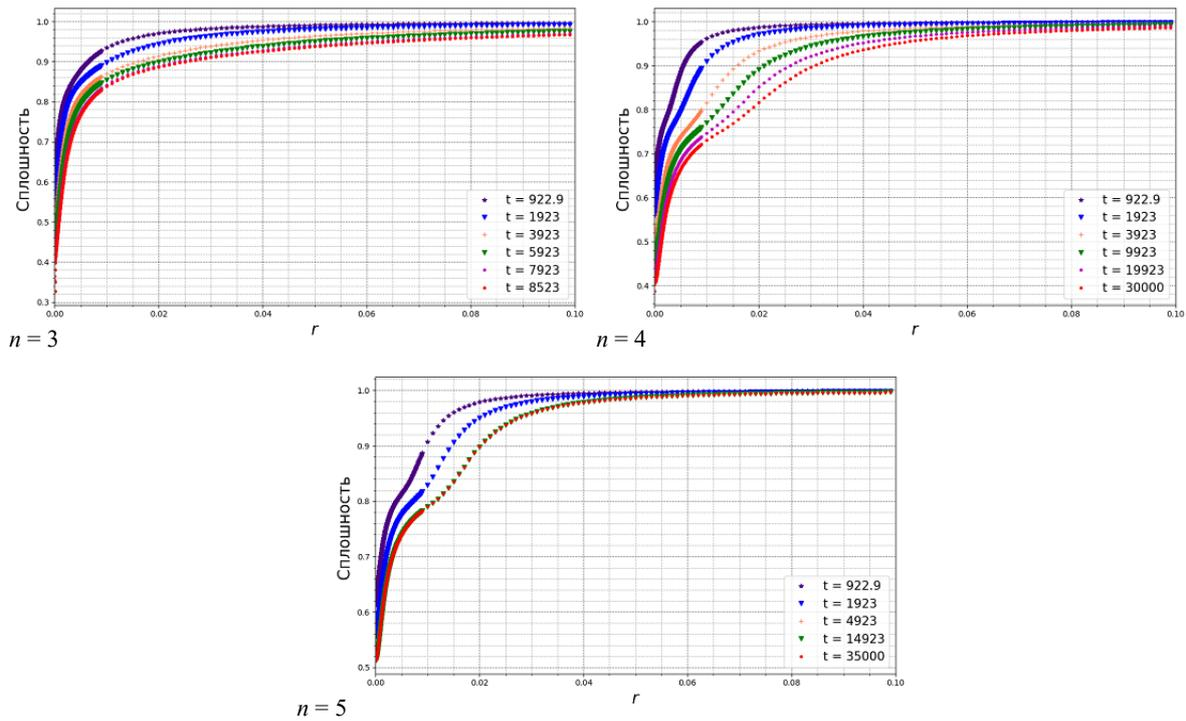 Сплошность
1.0
0.9
0.8
0.7
0.6
0.5
0.4
0.3
0.00 0.02 0.04 0.06 0.08 0.10
r
t = 922.9
t = 1923
t = 3923
t = 5923
t = 7923
t = 8523
n = 3
Сплошность
1.0
0.9
0.8
0.7
0.6
0.5
0.4
0.00 0.02 0.04 0.06 0.08 0.10
r
t = 922.9
t = 1923
t = 3923
t = 9923
t = 19923
t = 30000
n = 4
Сплошность
1.0
0.9
0.8
0.7
0.6
0.5
0.00 0.02 0.04 0.06 0.08 0.10
r
t = 922.9
t = 1923
t = 4923
t = 14923
t = 35000
n = 5